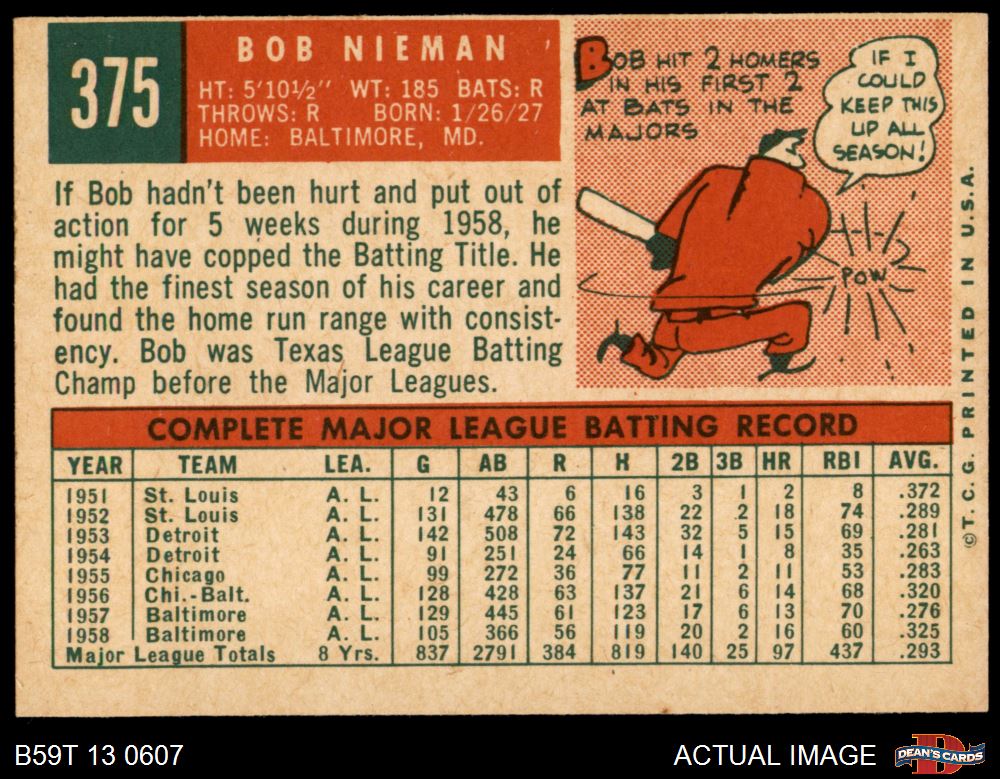 375
BOB NIEMAN
HT: 5'10½" WT: 185 BATS: R
THROWS: R BORN: 1/26/27
HOME: BALTIMORE, MD.
BOB HIT 2 HOMERS
IN HIS FIRST 2
AT BATS IN THE
MAJORS
IF I
COULD
KEEP THIS
UP ALL
SEASON!
POW
If Bob hadn't been hurt and put out of
action for 5 weeks during 1958, he
might have copped the Batting Title. He
had the finest season of his career and
found the home run range with consist-
ency. Bob was Texas League Batting
Champ before the Major Leagues.
©T. C. G. PRINTED IN U.S.A.
COMPLETE MAJOR LEAGUE BATTING RECORD
YEAR TEAM LEA. G AB R H 2B 3B HR RBI AVG.
1951 St. Louis A. L. 12 43 6 16 3 1 2 8 .372
1952 St. Louis A. L. 131 478 66 138 22 2 18 74 .289
1953 Detroit A. L. 142 508 72 143 32 5 15 69 .281
1954 Detroit A. L. 91 251 24 66 14 1 8 35 .263
1955 Chicago A. L. 99 272 36 77 11 2 11 53 .283
1956 Chi.-Balt. A. L. 128 428 63 137 21 6 14 68 .320
1957 Baltimore A. L. 129 445 61 123 17 6 13 70 .276
1958 Baltimore A. L. 105 366 56 119 20 2 16 60 .325
Major League Totals 8 Yrs. 837 2791 384 819 140 25 97 437 .293
B59T 13 0607
ACTUAL IMAGE
DEAN'S CARDS